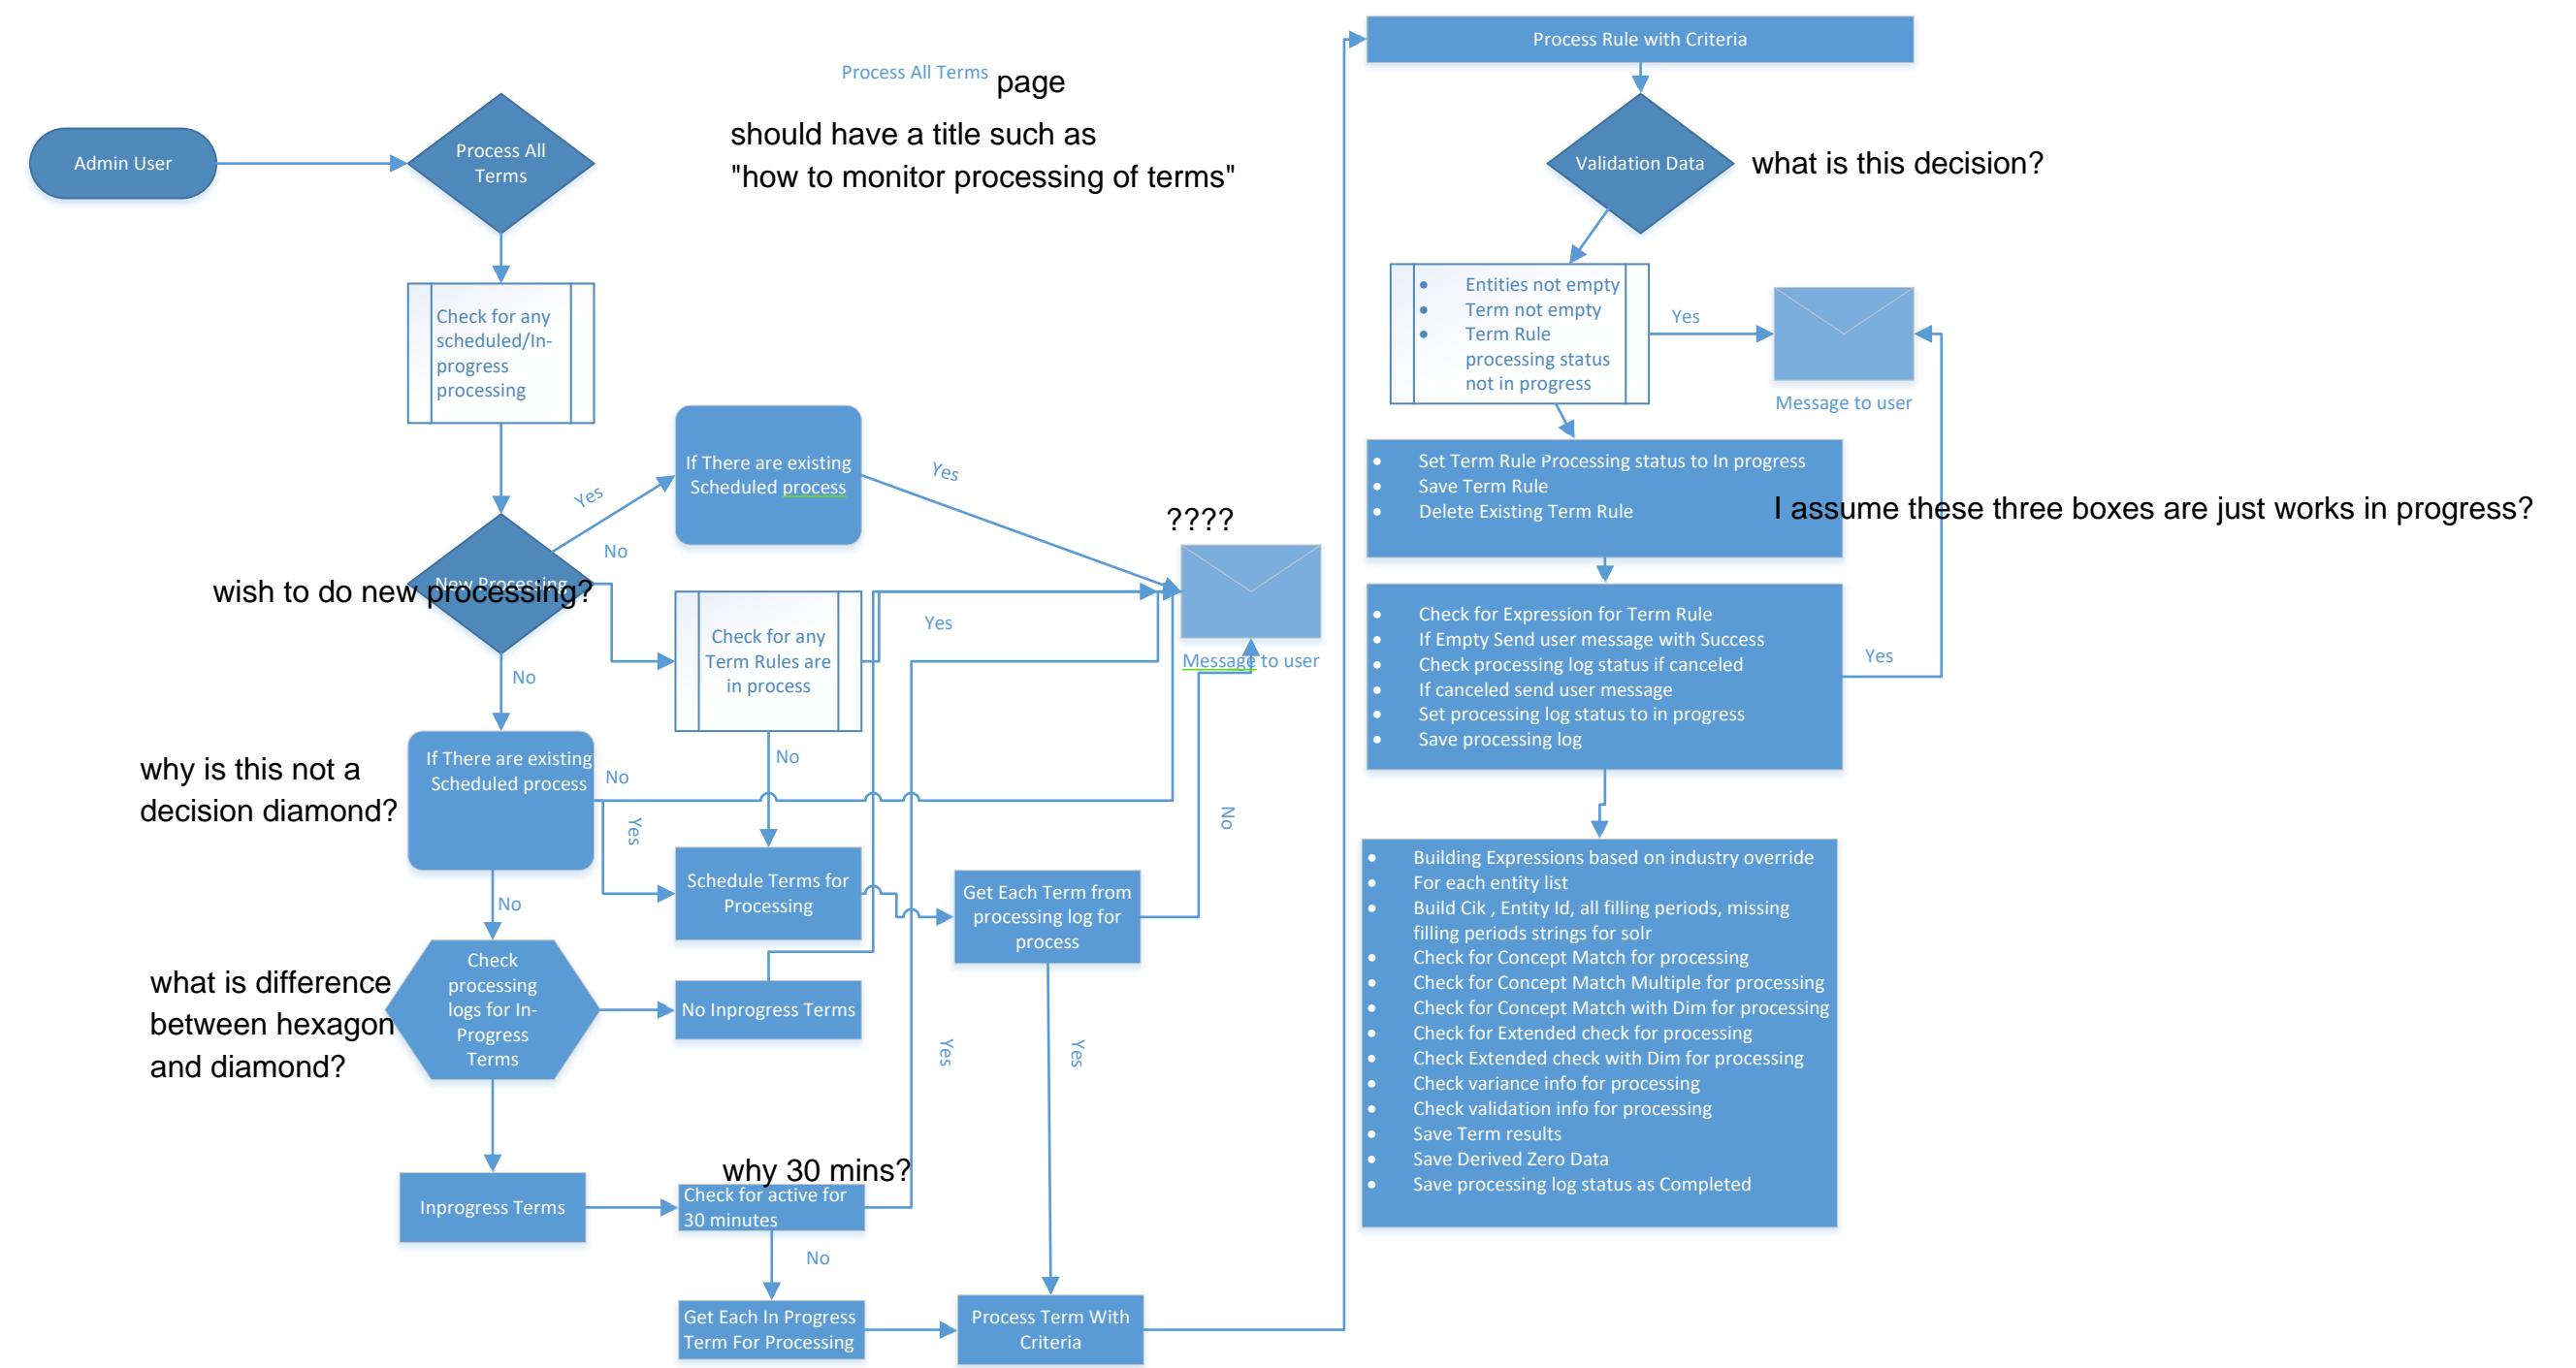 Process All Terms page
should have a title such as
"how to monitor processing of terms"
Admin User
Process All
Terms
Check for any
scheduled/In-
progress
processing
If There are existing
Scheduled process
Yes
Yes
No
New Processing
wish to do new processing?
No
Check for any
Term Rules are
in process
Yes
No
????
Message to user
why is this not a
decision diamond?
If There are existing
Scheduled process
No
Yes
No
Schedule Terms for
Processing
Get Each Term from
processing log for
process
No
Yes
what is difference
between hexagon
and diamond?
Check
processing
logs for In-
Progress
Terms
No Inprogress Terms
Yes
Inprogress Terms
why 30 mins?
Check for active for
30 minutes
No
Get Each In Progress
Term For Processing
Process Term With
Criteria
Process Rule with Criteria
Validation Data
what is this decision?
• Entities not empty
• Term not empty
• Term Rule
processing status
not in progress
Yes
Message to user
• Set Term Rule Processing status to In progress
• Save Term Rule
• Delete Existing Term Rule
I assume these three boxes are just works in progress?
• Check for Expression for Term Rule
• If Empty Send user message with Success
• Check processing log status if canceled
• If canceled send user message
• Set processing log status to in progress
• Save processing log
Yes
• Building Expressions based on industry override
• For each entity list
• Build Cik , Entity Id, all filling periods, missing
filling periods strings for solr
• Check for Concept Match for processing
• Check for Concept Match Multiple for processing
• Check for Concept Match with Dim for processing
• Check for Extended check for processing
• Check Extended check with Dim for processing
• Check variance info for processing
• Check validation info for processing
• Save Term results
• Save Derived Zero Data
• Save processing log status as Completed